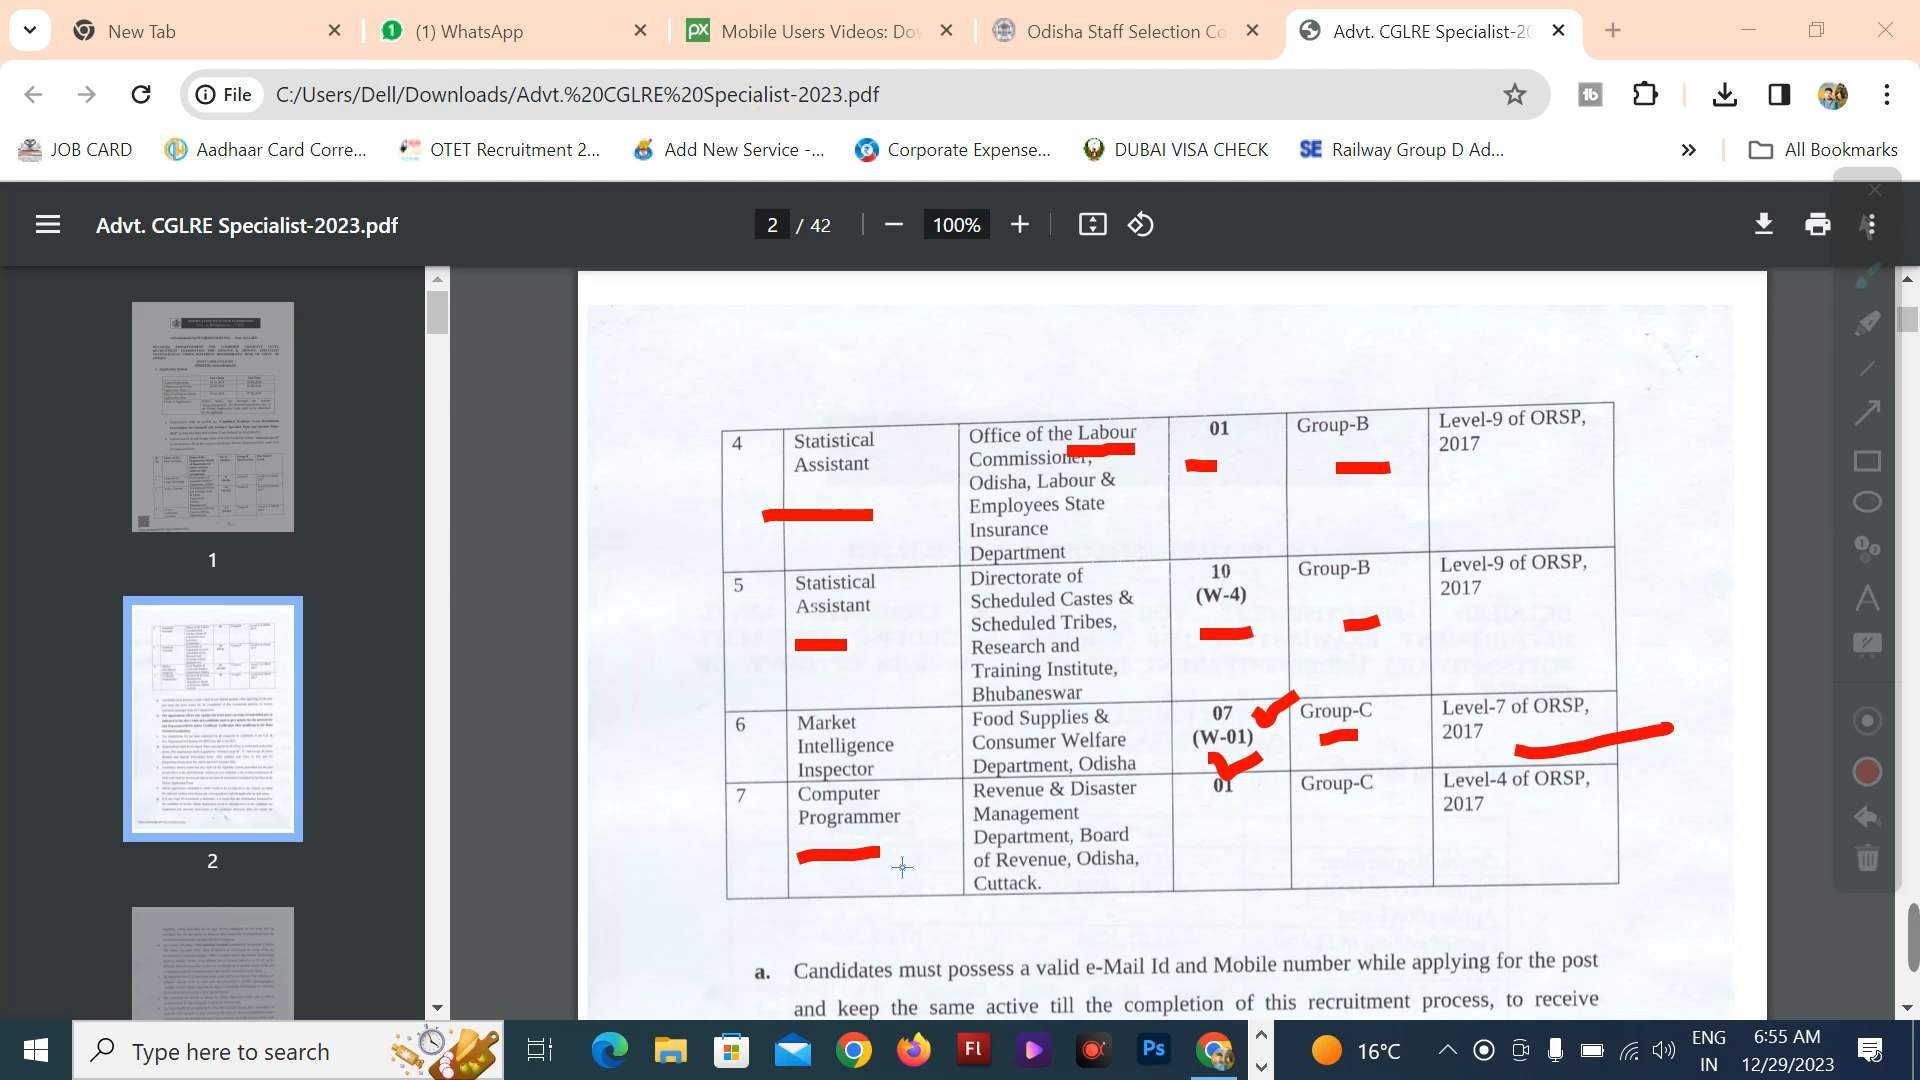 New Tab
(1) WhatsApp
Mobile Users Videos: Dov
Odisha Staff Selection Co
Advt. CGLRE Specialist-20
File
C:/Users/Dell/Downloads/Advt.%20CGLRE%20Specialist-2023.pdf
JOB CARD
Aadhaar Card Corre...
OTET Recruitment 2...
Add New Service -...
Corporate Expense...
DUBAI VISA CHECK
SE Railway Group D Ad...
All Bookmarks
Advt. CGLRE Specialist-2023.pdf
2 / 42
100%
1
2
4
Statistical
Assistant
Office of the Labour
Commissioner,
Odisha, Labour &
Employees State
Insurance
Department
01
Group-B
Level-9 of ORSP,
2017
5
Statistical
Assistant
Directorate of
Scheduled Castes &
Scheduled Tribes,
Research and
Training Institute,
Bhubaneswar
10
(W-4)
Group-B
Level-9 of ORSP,
2017
6
Market
Intelligence
Inspector
Food Supplies &
Consumer Welfare
Department, Odisha
07
(W-01)
Group-C
Level-7 of ORSP,
2017
7
Computer
Programmer
Revenue & Disaster
Management
Department, Board
of Revenue, Odisha,
Cuttack.
01
Group-C
Level-4 of ORSP,
2017
a. Candidates must possess a valid e-Mail Id and Mobile number while applying for the post
and keep the same active till the completion of this recruitment process, to receive
Type here to search
Fl
Ps
16°C
ENG
IN
6:55 AM
12/29/2023